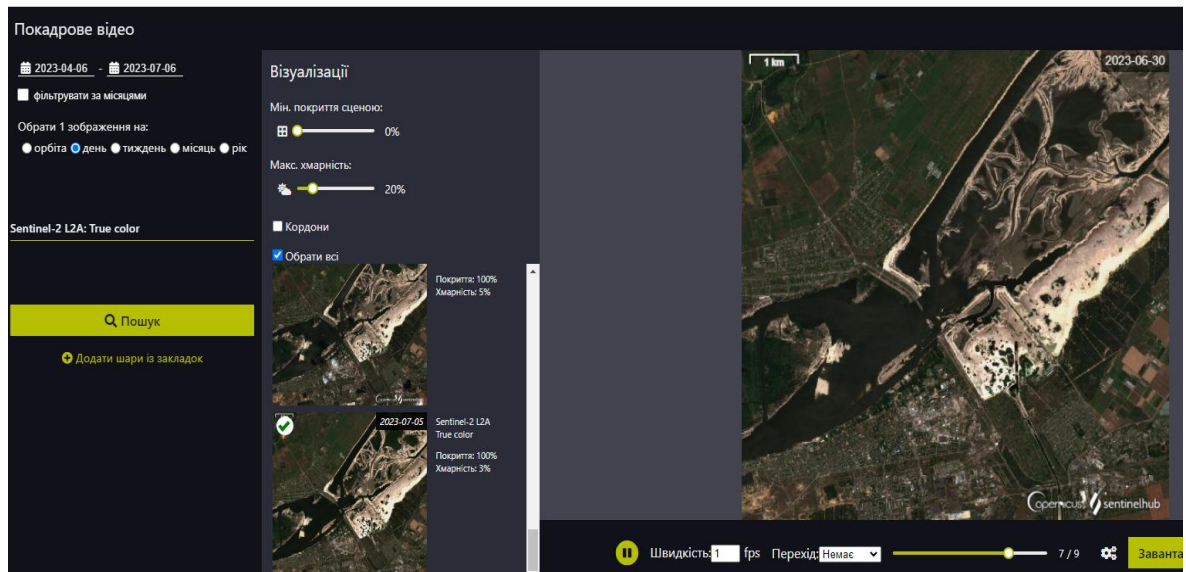 Покадрове відео
2023-04-06 - 2023-07-06
фільтрувати за місяцями
Обрати 1 зображення на:
орбіта день тиждень місяць рік
Sentinel-2 L2A: True color
Пошук
Додати шари із закладок
Візуалізації
Мін. покриття сценою:
0%
Макс. хмарність:
20%
Кордони
Обрати всі
Покриття: 100%
Хмарність: 5%
2023-07-05
Sentinel-2 L2A
True color
Покриття: 100%
Хмарність: 3%
1 km
2023-06-30
Copernicus sentinelhub
Швидкість: 1 fps Перехід: Немає 7 / 9
Заванта